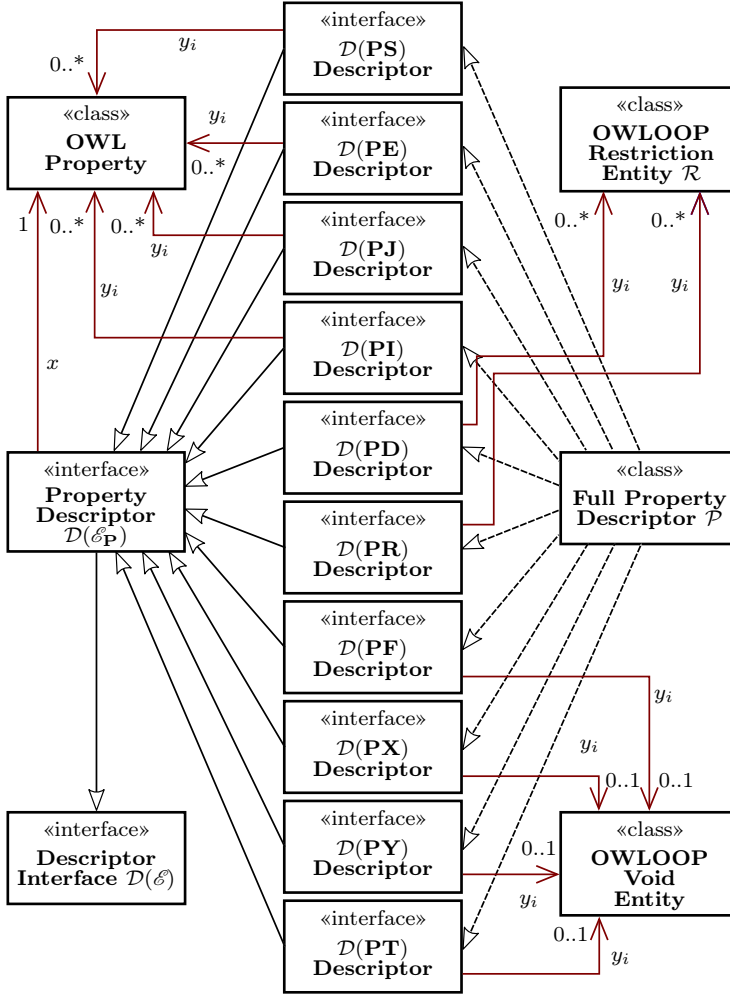 «interface»
𝒟(PS)
Descriptor
y_i
0..*
«class»
OWL
Property
«interface»
𝒟(PE)
Descriptor
y_i
0..*
«class»
OWLOOP
Restriction
Entity ℛ
«interface»
𝒟(PJ)
Descriptor
1
0..*
0..*
y_i
0..*
0..*
«interface»
𝒟(PI)
Descriptor
y_i
y_i
y_i
x
«interface»
𝒟(PD)
Descriptor
«interface»
Property
Descriptor
𝒟(ℰ_P)
«class»
Full Property
Descriptor 𝒫
«interface»
𝒟(PR)
Descriptor
«interface»
𝒟(PF)
Descriptor
y_i
«interface»
𝒟(PX)
Descriptor
y_i
0..1
0..1
«interface»
Descriptor
Interface 𝒟(ℰ)
«interface»
𝒟(PY)
Descriptor
0..1
y_i
«class»
OWLOOP
Void
Entity
«interface»
𝒟(PT)
Descriptor
0..1
y_i